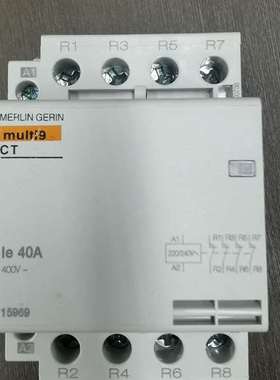 R1 R3 R5 R7
A1
MERLIN GERIN
multi9
CT
Ie 40A
400V ~
A1 R1 R3 R5 R7
220/240V~
A2 R2 R4 R6 R8
15969
A2
R2 R4 R6 R8